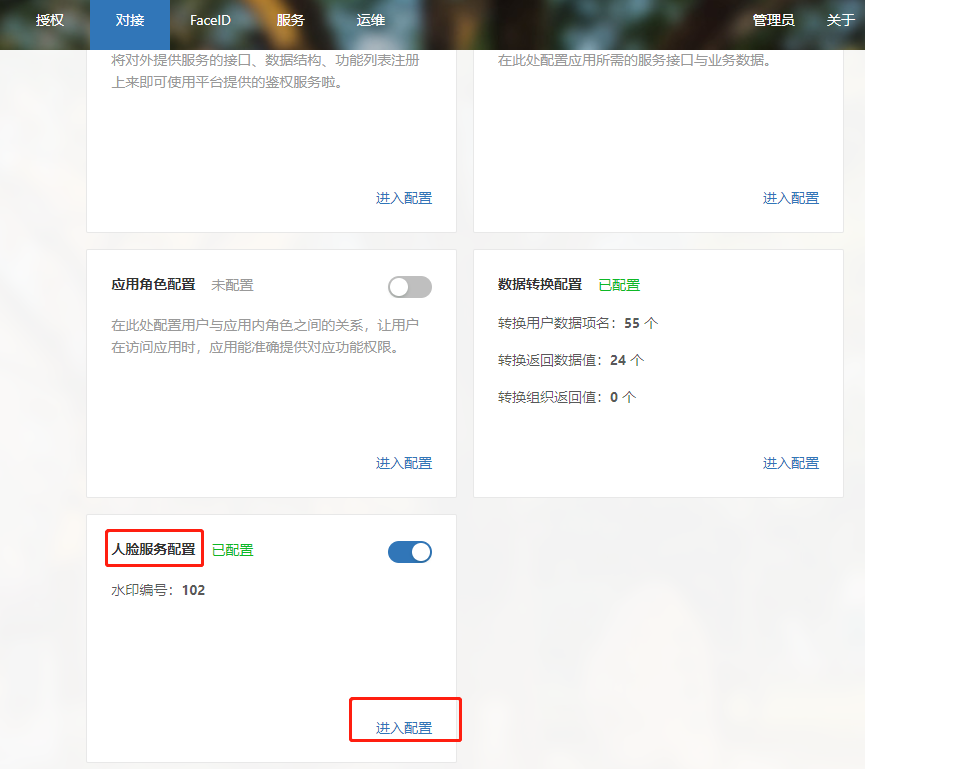 授权 对接 FaceID 服务 运维 管理员 关于
将对外提供服务的接口、数据结构、功能列表注册
上来即可使用平台提供的鉴权服务啦。
进入配置
在此处配置应用所需的服务接口与业务数据。
进入配置
应用角色配置 未配置
在此处配置用户与应用内角色之间的关系，让用户
在访问应用时，应用能准确提供对应功能权限。
进入配置
数据转换配置 已配置
转换用户数据项名：55 个
转换返回数据值：24 个
转换组织返回值：0 个
进入配置
人脸服务配置 已配置
水印编号：102
进入配置